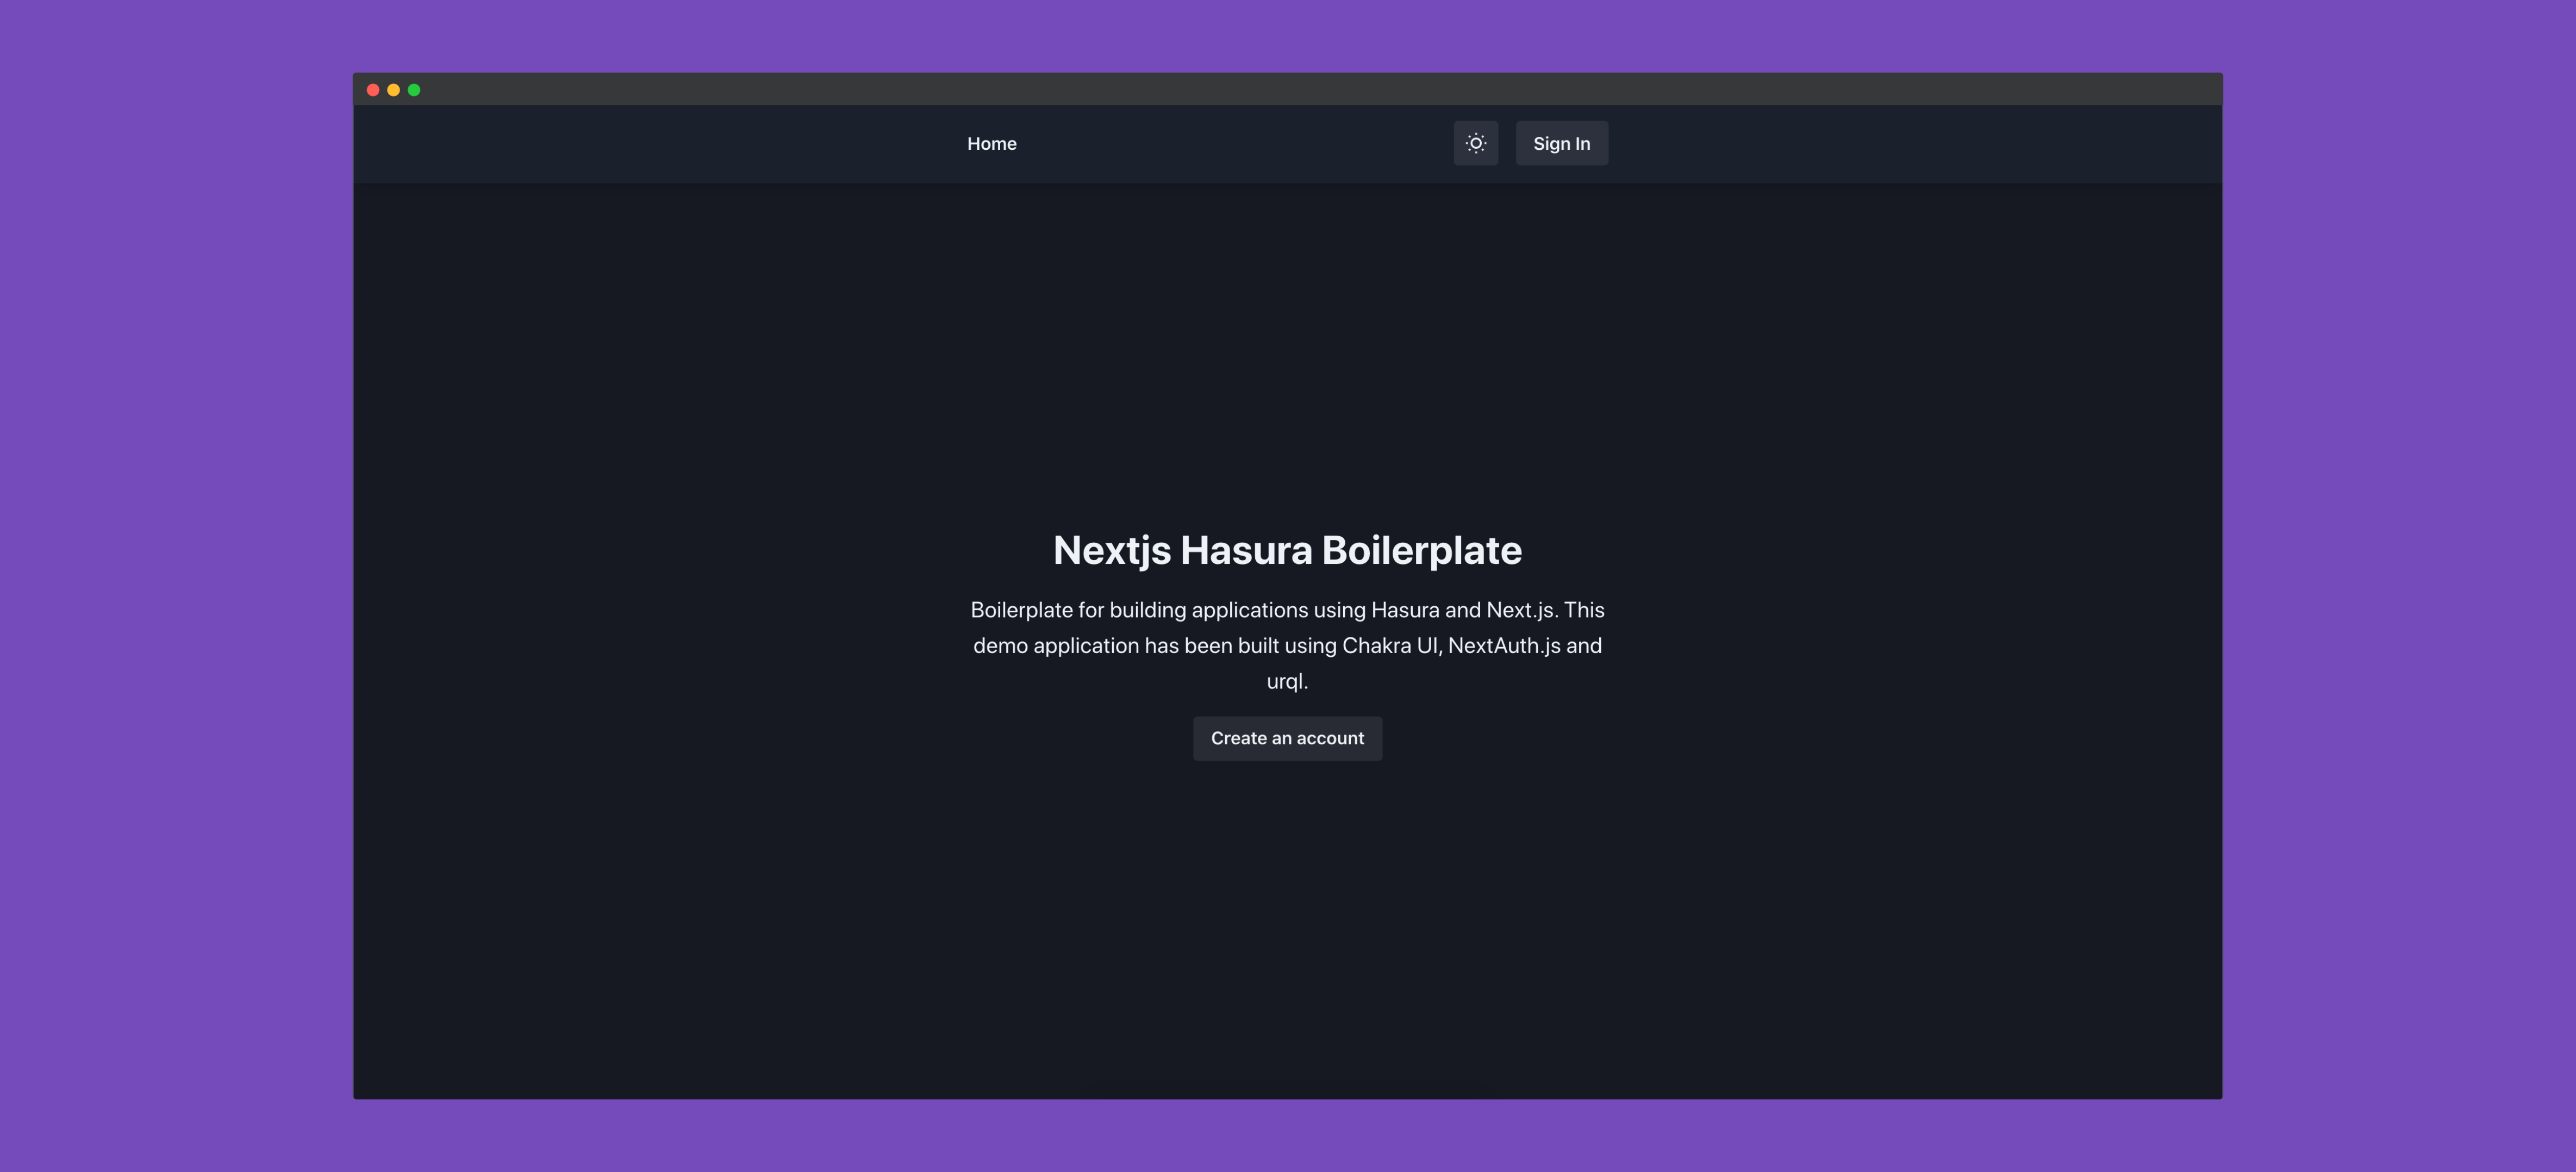 Home
Sign In
Nextjs Hasura Boilerplate
Boilerplate for building applications using Hasura and Next.js. This
demo application has been built using Chakra UI, NextAuth.js and
urql.
Create an account